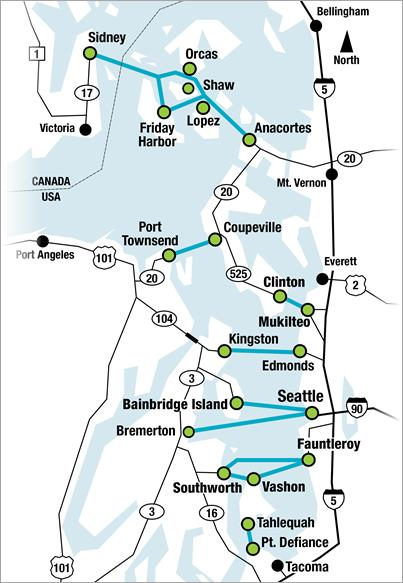 Bellingham
Sidney
Orcas
North
1
Shaw
5
17
Victoria
Friday
Harbor
Lopez
Anacortes
20
CANADA
USA
20
Mt. Vernon
Port
Townsend
Coupeville
Port Angeles
101
20
525
Everett
Clinton
2
104
Mukilteo
Kingston
Edmonds
3
Bainbridge Island
Seattle
90
Bremerton
Fauntleroy
Southworth
Vashon
5
3
16
Tahlequah
Pt. Defiance
101
Tacoma